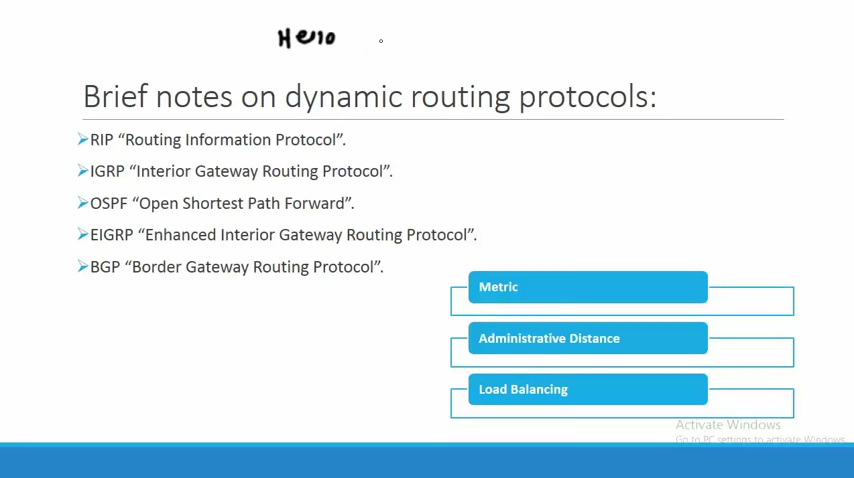 Hello
Brief notes on dynamic routing protocols:
RIP “Routing Information Protocol”.
IGRP “Interior Gateway Routing Protocol”.
OSPF “Open Shortest Path Forward”.
EIGRP “Enhanced Interior Gateway Routing Protocol”.
BGP “Border Gateway Routing Protocol”.
Metric
Administrative Distance
Load Balancing
Activate Windows
Go to PC settings to activate Windows.